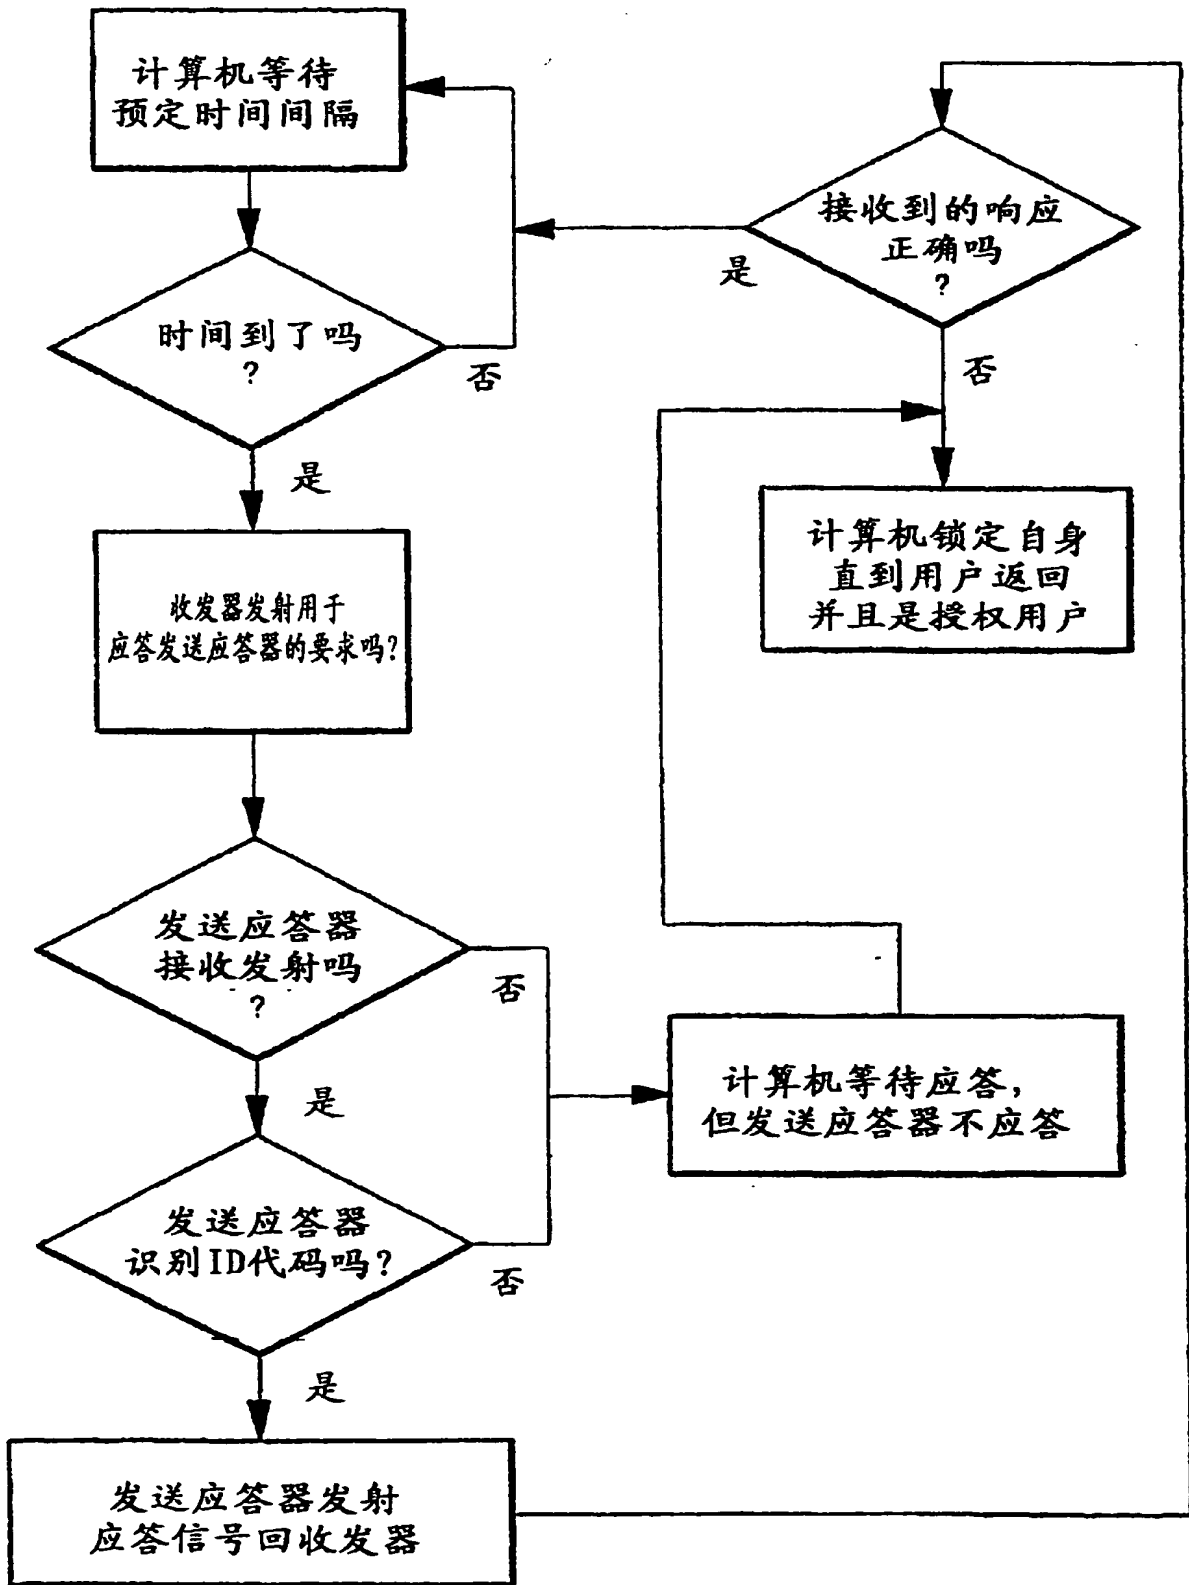 计算机等待
预定时间间隔
时间到了吗
?
否
是
收发器发射用于
应答发送应答器的要求吗?
发送应答器
接收发射吗
?
否
是
发送应答器
识别ID代码吗?
否
是
发送应答器发射
应答信号回收发器
接收到的响应
正确吗
?
是
否
计算机锁定自身
直到用户返回
并且是授权用户
计算机等待应答,
但发送应答器不应答